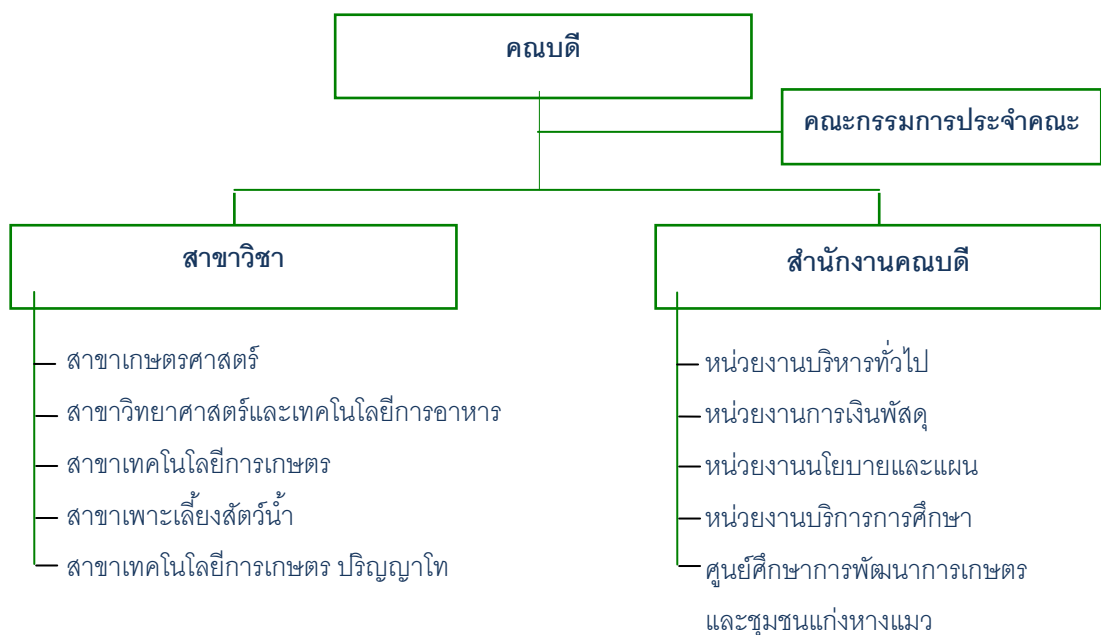 คณบดี
คณะกรรมการประจำคณะ
สาขาวิชา
สาขาเกษตรศาสตร์
สาขาวิทยาศาสตร์และเทคโนโลยีการอาหาร
สาขาเทคโนโลยีการเกษตร
สาขาเพาะเลี้ยงสัตว์น้ำ
สาขาเทคโนโลยีการเกษตร ปริญญาโท
สำนักงานคณบดี
หน่วยงานบริหารทั่วไป
หน่วยงานการเงินพัสดุ
หน่วยงานนโยบายและแผน
หน่วยงานบริการการศึกษา
ศูนย์ศึกษาการพัฒนาการเกษตร
และชุมชนแก่งหางแมว